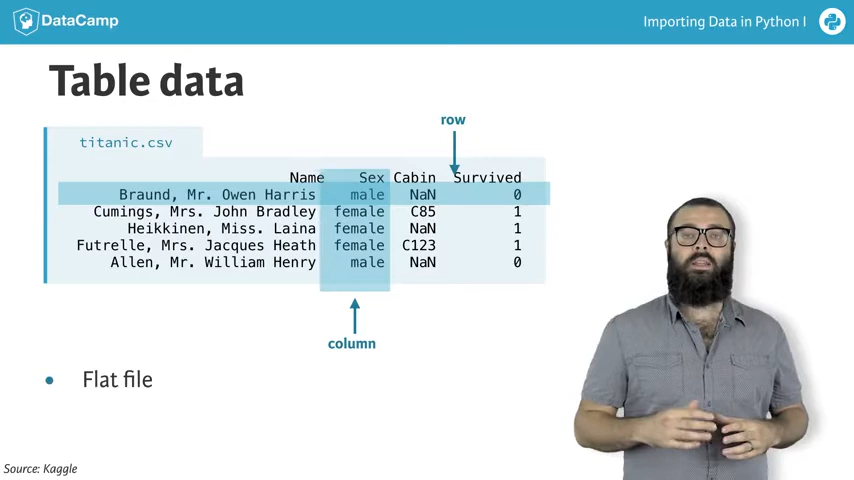 DataCamp
Importing Data in Python I
Table data
row
titanic.csv
Name Sex Cabin Survived
Braund, Mr. Owen Harris male NaN 0
Cumings, Mrs. John Bradley female C85 1
Heikkinen, Miss. Laina female NaN 1
Futrelle, Mrs. Jacques Heath female C123 1
Allen, Mr. William Henry male NaN 0
column
• Flat file
Source: Kaggle